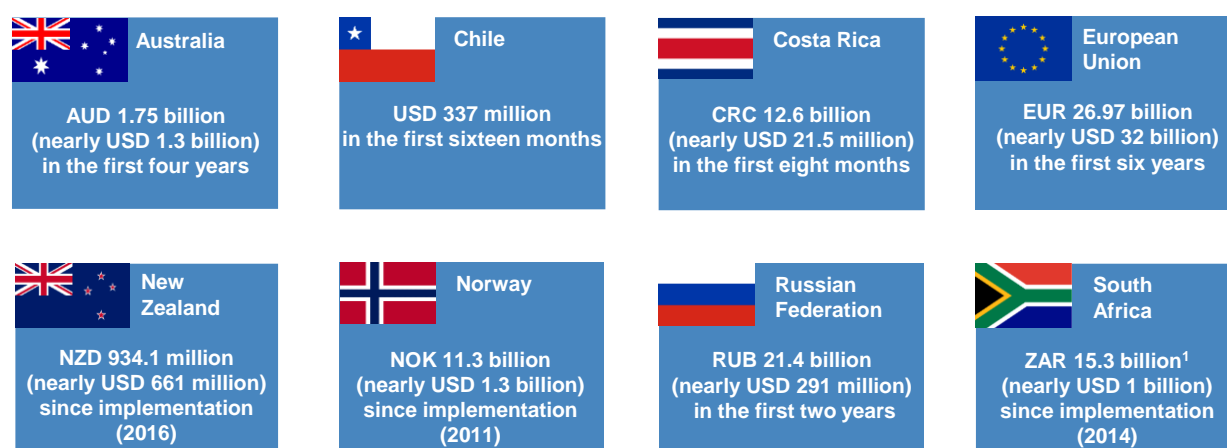 Australia
AUD 1.75 billion
(nearly USD 1.3 billion)
in the first four years
Chile
USD 337 million
in the first sixteen months
Costa Rica
CRC 12.6 billion
(nearly USD 21.5 million)
in the first eight months
European
Union
EUR 26.97 billion
(nearly USD 32 billion)
in the first six years
New
Zealand
NZD 934.1 million
(nearly USD 661 million)
since implementation
(2016)
Norway
NOK 11.3 billion
(nearly USD 1.3 billion)
since implementation
(2011)
Russian
Federation
RUB 21.4 billion
(nearly USD 291 million)
in the first two years
South
Africa
ZAR 15.3 billion¹
(nearly USD 1 billion)
since implementation
(2014)